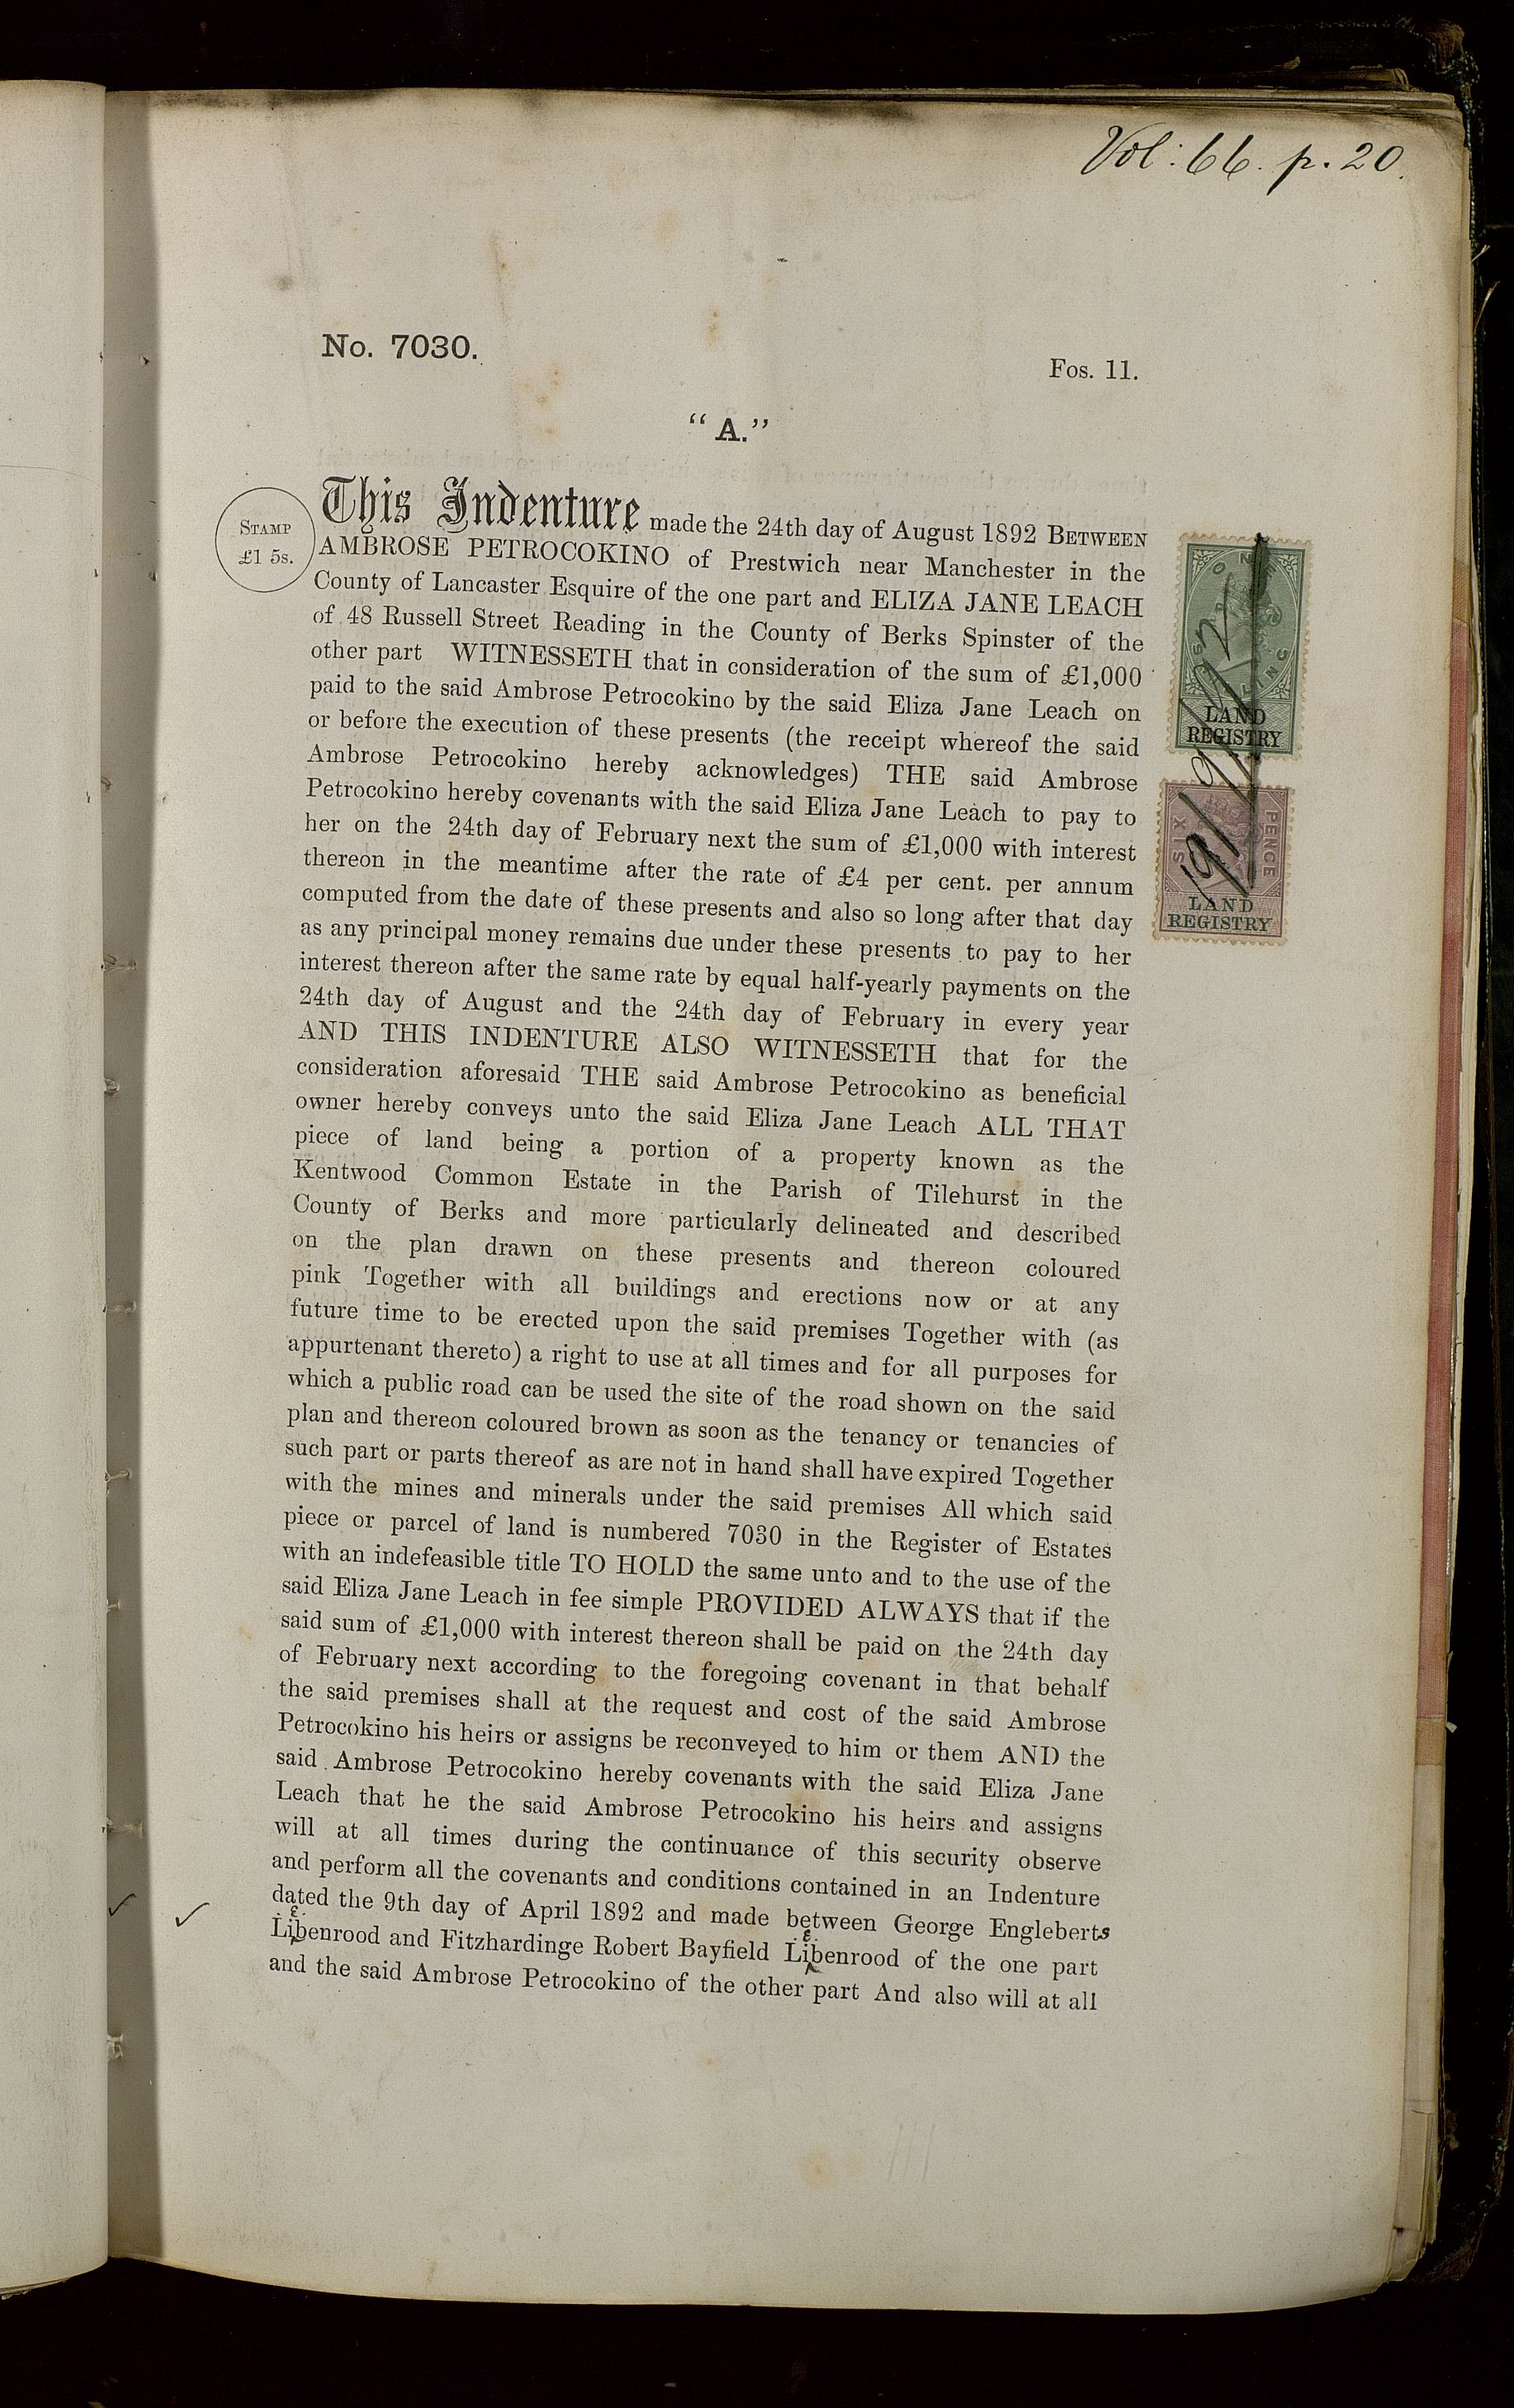 Vol: 66. p. 20.
No. 7030.
Fos. 11.
"A."
STAMP
£1 5s.
This Indenture made the 24th day of August 1892 BETWEEN
AMBROSE PETROCOKINO of Prestwich near Manchester in the
County of Lancaster Esquire of the one part and ELIZA JANE LEACH
of 48 Russell Street Reading in the County of Berks Spinster of the
other part WITNESSETH that in consideration of the sum of £1,000
paid to the said Ambrose Petrocokino by the said Eliza Jane Leach on
or before the execution of these presents (the receipt whereof the said
Ambrose Petrocokino hereby acknowledges) THE said Ambrose
Petrocokino hereby covenants with the said Eliza Jane Leach to pay to
her on the 24th day of February next the sum of £1,000 with interest
thereon in the meantime after the rate of £4 per cent. per annum
computed from the date of these presents and also so long after that day
as any principal money remains due under these presents to pay to her
interest thereon after the same rate by equal half-yearly payments on the
24th day of August and the 24th day of February in every year
AND THIS INDENTURE ALSO WITNESSETH that for the
consideration aforesaid THE said Ambrose Petrocokino as beneficial
owner hereby conveys unto the said Eliza Jane Leach ALL THAT
piece of land being a portion of a property known as the
Kentwood Common Estate in the Parish of Tilehurst in the
County of Berks and more particularly delineated and described
on the plan drawn on these presents and thereon coloured
pink Together with all buildings and erections now or at any
future time to be erected upon the said premises Together with (as
appurtenant thereto) a right to use at all times and for all purposes for
which a public road can be used the site of the road shown on the said
plan and thereon coloured brown as soon as the tenancy or tenancies of
such part or parts thereof as are not in hand shall have expired Together
with the mines and minerals under the said premises All which said
piece or parcel of land is numbered 7030 in the Register of Estates
with an indefeasible title TO HOLD the same unto and to the use of the
said Eliza Jane Leach in fee simple PROVIDED ALWAYS that if the
said sum of £1,000 with interest thereon shall be paid on the 24th day
of February next according to the foregoing covenant in that behalf
the said premises shall at the request and cost of the said Ambrose
Petrocokino his heirs or assigns be reconveyed to him or them AND the
said Ambrose Petrocokino hereby covenants with the said Eliza Jane
Leach that he the said Ambrose Petrocokino his heirs and assigns
will at all times during the continuance of this security observe
and perform all the covenants and conditions contained in an Indenture
dated the 9th day of April 1892 and made between George Engleberts
Liebenrood and Fitzhardinge Robert Bayfield Liebenrood of the one part
and the said Ambrose Petrocokino of the other part And also will at all
ONE
PENNY
LAND
REGISTRY
SIX PENCE
LAND
REGISTRY